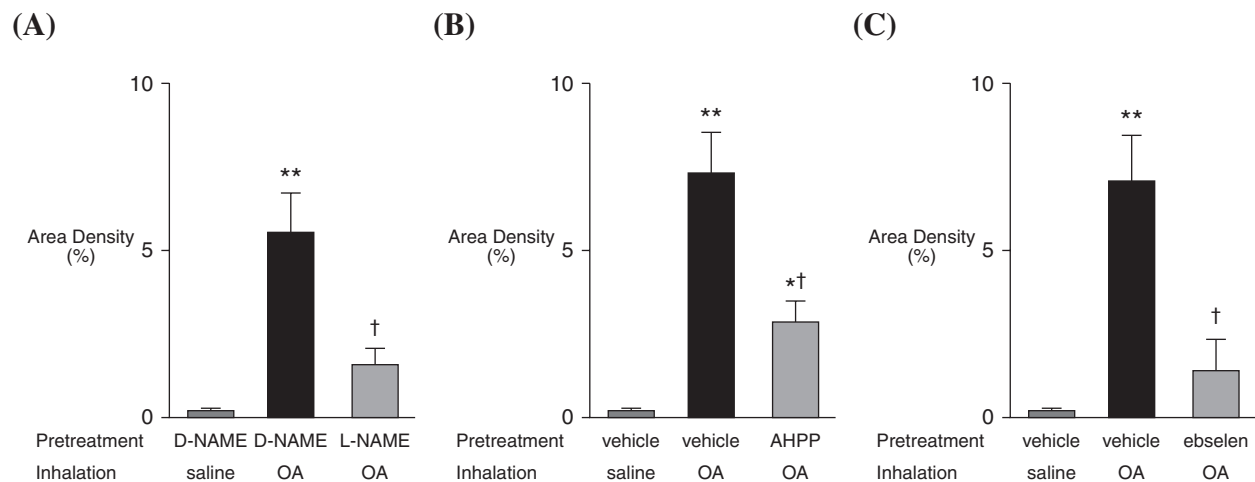 (A)
10
**
Area Density
(%)
5
†
0
Pretreatment D-NAME D-NAME L-NAME
Inhalation saline OA OA
(B)
10
**
Area Density
(%)
5
*†
0
Pretreatment vehicle vehicle AHPP
Inhalation saline OA OA
(C)
10
**
Area Density
(%)
5
†
0
Pretreatment vehicle vehicle ebselen
Inhalation saline OA OA